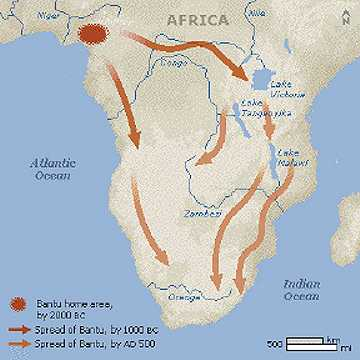 AFRICA
N
Niger
Nile
Congo
Lake
Victoria
Lake
Tanganyika
Lake
Malawi
Atlantic
Ocean
Zambezi
Indian
Ocean
Orange
Bantu home area,
by 2000 BC
Spread of Bantu, by 1000 BC
Spread of Bantu, by AD 500
500
km
mi